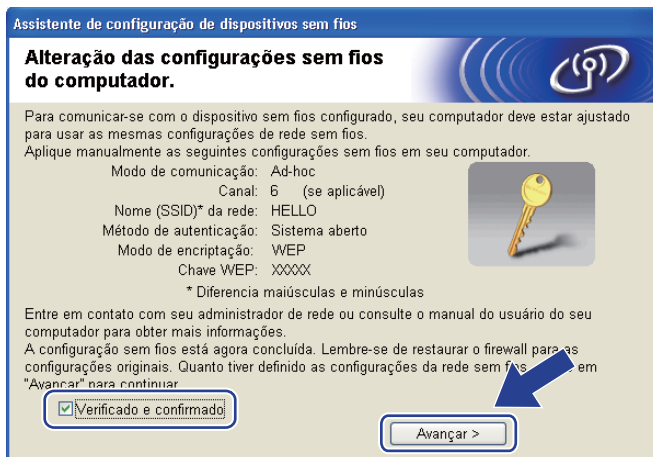 Assistente de configuração de dispositivos sem fios
Alteração das configurações sem fios
do computador.
Para comunicar-se com o dispositivo sem fios configurado, seu computador deve estar ajustado
para usar as mesmas configurações de rede sem fios.
Aplique manualmente as seguintes configurações sem fios em seu computador.
Modo de comunicação: Ad-hoc
Canal: 6 (se aplicável)
Nome (SSID)* da rede: HELLO
Método de autenticação: Sistema aberto
Modo de encriptação: WEP
Chave WEP: XXXXX
* Diferencia maiúsculas e minúsculas
Entre em contato com seu administrador de rede ou consulte o manual do usuário do seu
computador para obter mais informações.
A configuração sem fios está agora concluída. Lembre-se de restaurar o firewall para as
configurações originais. Quanto tiver definido as configurações da rede sem em
"Avançar" para continuar
Verificado e confirmado
Avançar >